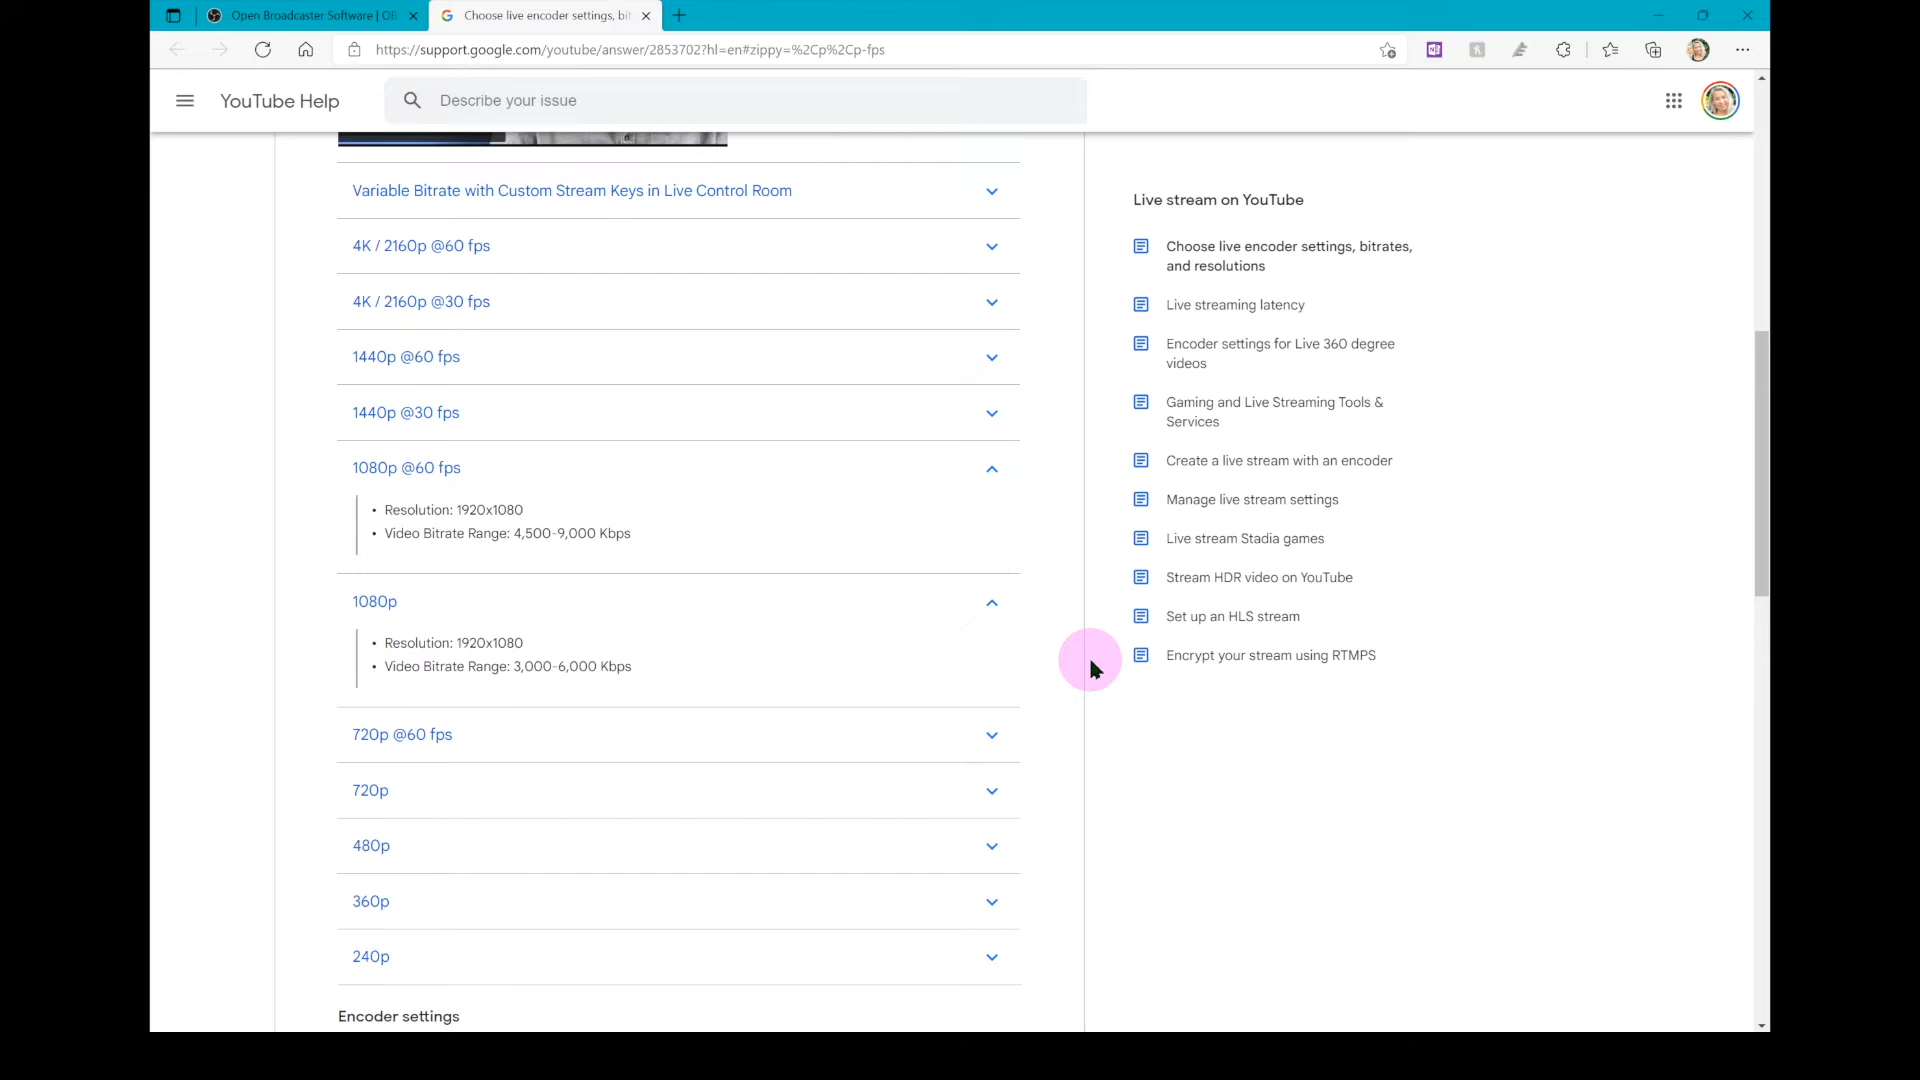 Open Broadcaster Software | OB
Choose live encoder settings, bit
https://support.google.com/youtube/answer/2853702?hl=en#zippy=%2Cp%2Cp-fps
YouTube Help
Describe your issue
Variable Bitrate with Custom Stream Keys in Live Control Room
4K / 2160p @60 fps
4K / 2160p @30 fps
1440p @60 fps
1440p @30 fps
1080p @60 fps
• Resolution: 1920x1080
• Video Bitrate Range: 4,500-9,000 Kbps
1080p
• Resolution: 1920x1080
• Video Bitrate Range: 3,000-6,000 Kbps
720p @60 fps
720p
480p
360p
240p
Encoder settings
Live stream on YouTube
Choose live encoder settings, bitrates,
and resolutions
Live streaming latency
Encoder settings for Live 360 degree
videos
Gaming and Live Streaming Tools &
Services
Create a live stream with an encoder
Manage live stream settings
Live stream Stadia games
Stream HDR video on YouTube
Set up an HLS stream
Encrypt your stream using RTMPS